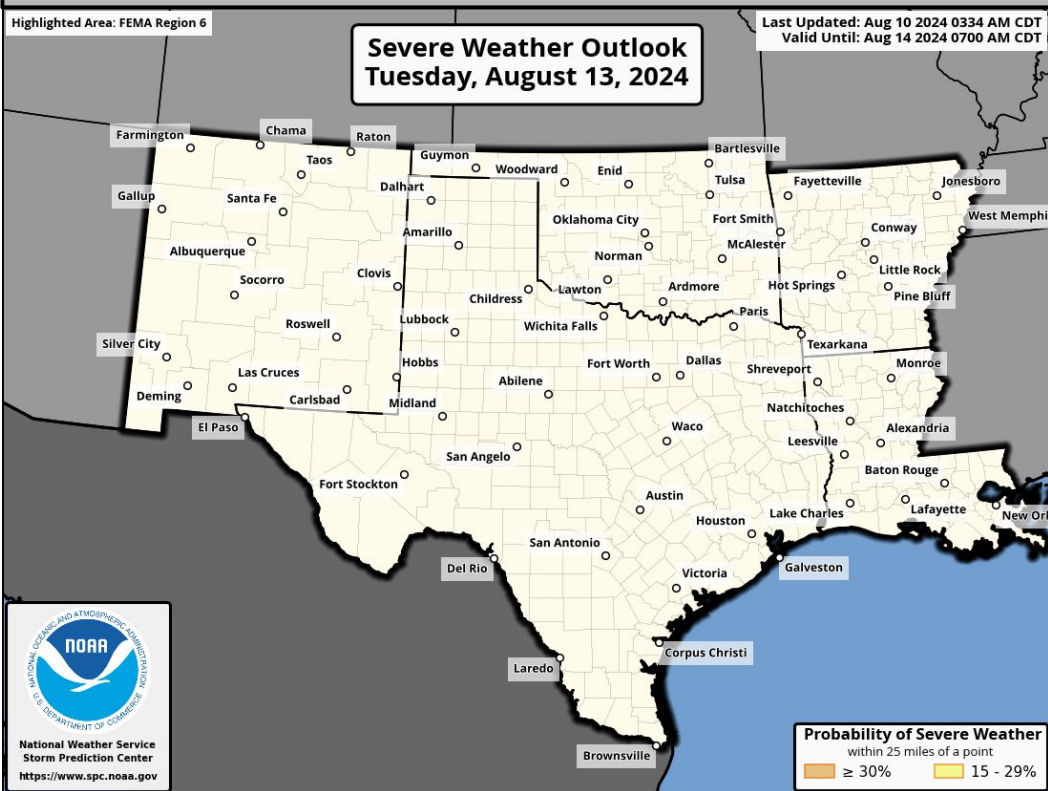 Highlighted Area: FEMA Region 6
Last Updated: Aug 10 2024 0334 AM CDT
Valid Until: Aug 14 2024 0700 AM CDT
Severe Weather Outlook
Tuesday, August 13, 2024
Farmington
Chama
Raton
Taos
Guymon
Woodward
Enid
Bartlesville
Tulsa
Fayetteville
Jonesboro
Gallup
Santa Fe
Dalhart
Oklahoma City
Fort Smith
West Memphi
Albuquerque
Amarillo
Norman
McAlester
Conway
Socorro
Clovis
Childress
Lawton
Ardmore
Hot Springs
Little Rock
Pine Bluff
Roswell
Lubbock
Wichita Falls
Paris
Texarkana
Silver City
Hobbs
Fort Worth
Dallas
Shreveport
Monroe
Las Cruces
Deming
Carlsbad
Midland
Abilene
Natchitoches
El Paso
Waco
Leesville
Alexandria
San Angelo
Fort Stockton
Baton Rouge
Austin
Houston
Lake Charles
Lafayette
New Orl
San Antonio
Del Rio
Victoria
Galveston
Laredo
Corpus Christi
Brownsville
NATIONAL OCEANIC AND ATMOSPHERIC ADMINISTRATION
NOAA
U.S. DEPARTMENT OF COMMERCE
National Weather Service
Storm Prediction Center
https://www.spc.noaa.gov
Probability of Severe Weather
within 25 miles of a point
≥ 30%
15 - 29%